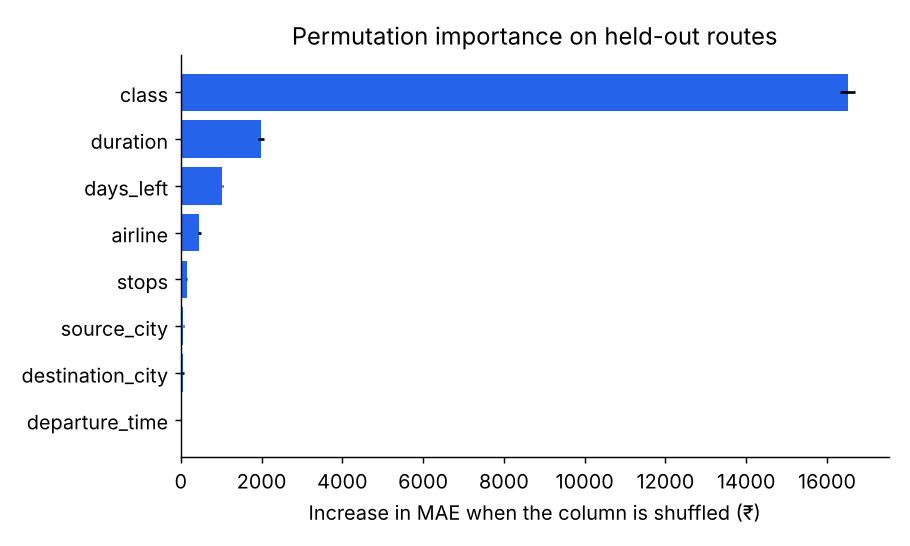 Permutation importance on held-out routes
class
duration
days_left
airline
stops
source_city
destination_city
departure_time
0 2000 4000 6000 8000 10000 12000 14000 16000
Increase in MAE when the column is shuffled (₹)